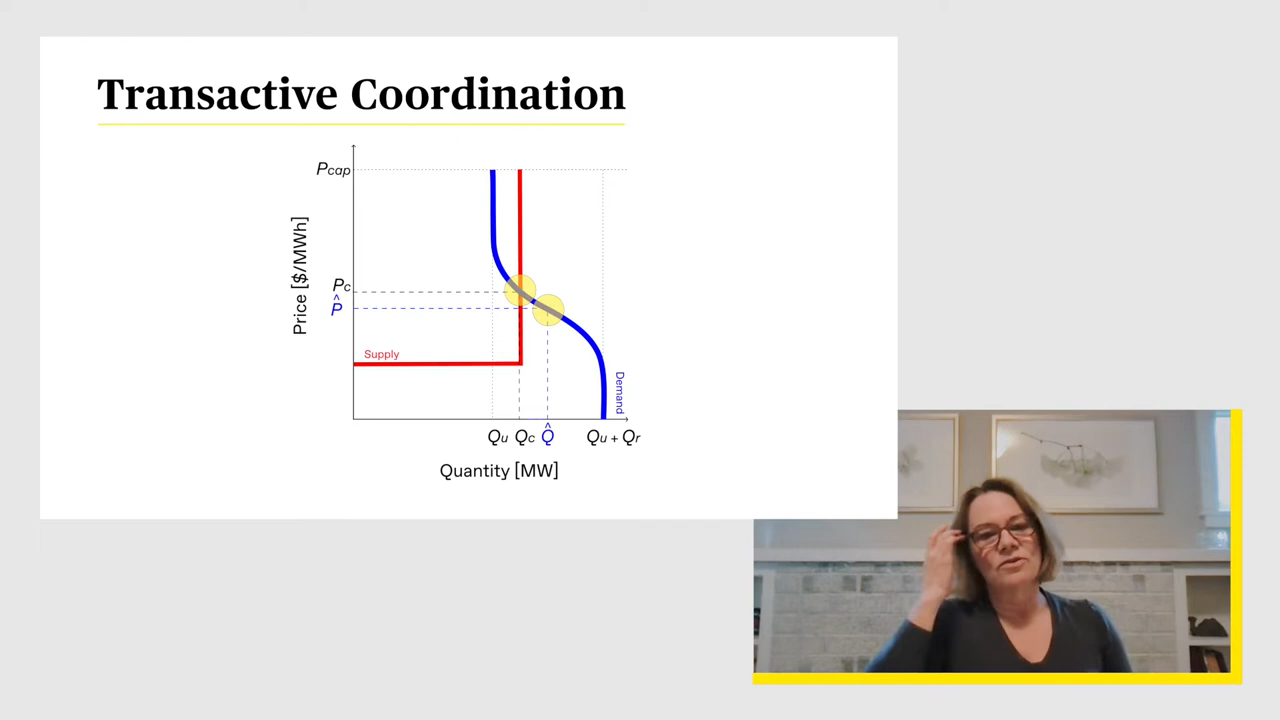 Transactive Coordination
Pcap
Price [$/MWh]
Pc
P̂
Supply
Demand
Qu Qc Q̂ Qu + Qr
Quantity [MW]